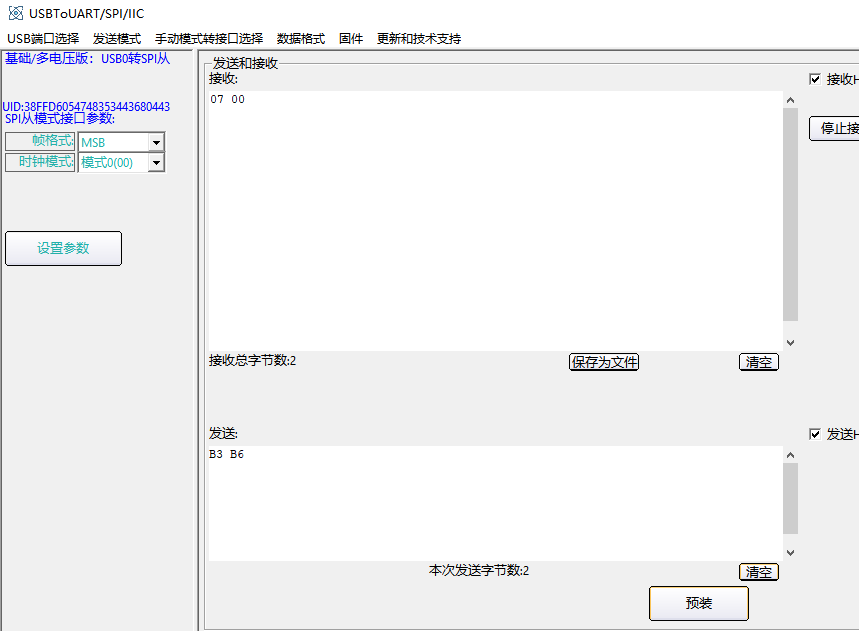 USBToUART/SPI/IIC
USB端口选择 发送模式 手动模式转接口选择 数据格式 固件 更新和技术支持
基础/多电压版：USB0转SPI从
UID:38FFD6054748353443680443
SPI从模式接口参数:
帧格式: MSB
时钟模式: 模式0(00)
设置参数
发送和接收
接收:
接收H
07 00
停止接
接收总字节数:2
保存为文件
清空
发送:
发送H
B3 B6
本次发送字节数:2
清空
预装